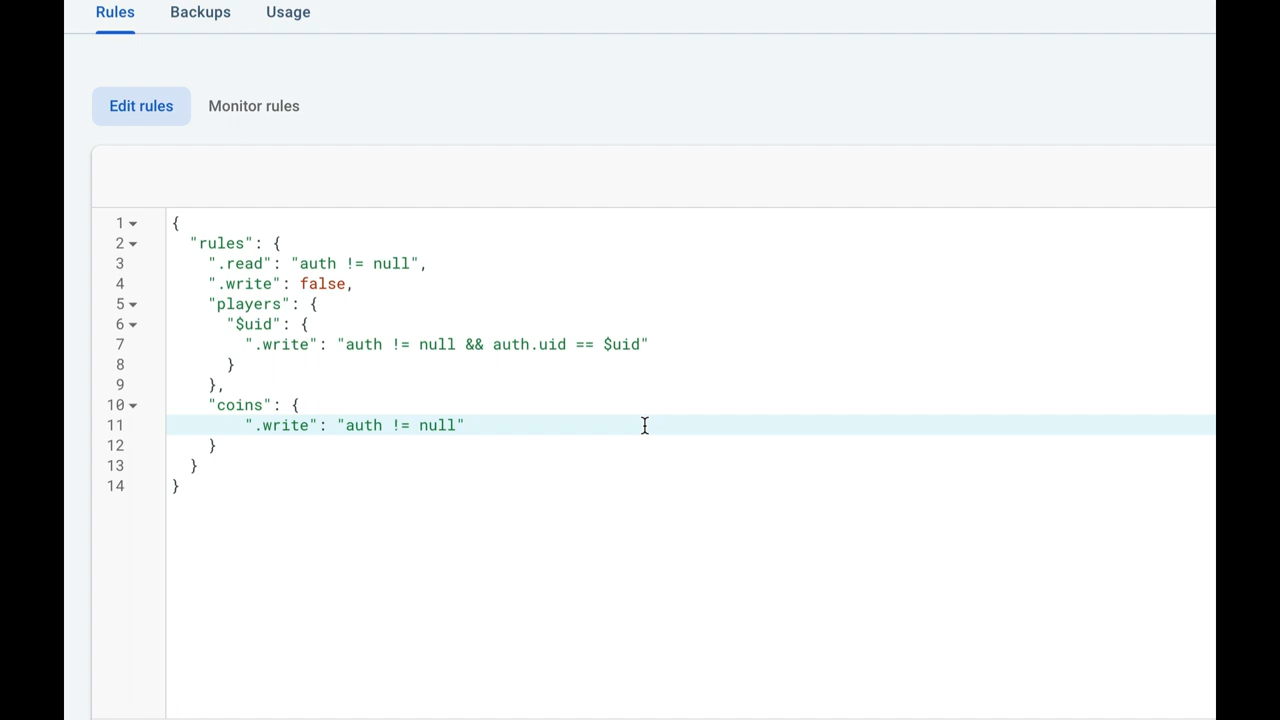 Rules Backups Usage
Edit rules Monitor rules
1 {
2 "rules": {
3 ".read": "auth != null",
4 ".write": false,
5 "players": {
6 "$uid": {
7 ".write": "auth != null && auth.uid == $uid"
8 }
9 },
10 "coins": {
11 ".write": "auth != null"
12 }
13 }
14 }